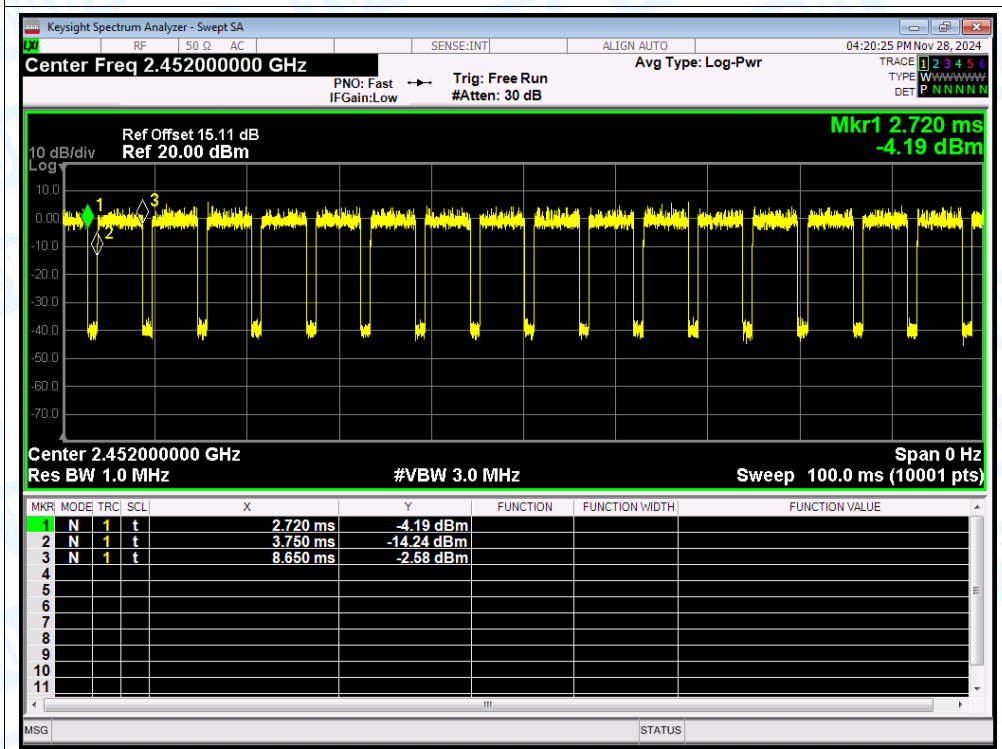 Keysight Spectrum Analyzer - Swept SA
LXI RF 50 Ω AC SENSE:INT ALIGN AUTO 04:20:25 PM Nov 28, 2024
Center Freq 2.452000000 GHz Avg Type: Log-Pwr TRACE 1 2 3 4 5 6
PNO: Fast Trig: Free Run TYPE WWWWWW
IFGain:Low #Atten: 30 dB DET P N N N N N
Mkr1 2.720 ms
Ref Offset 15.11 dB
10 dB/div Ref 20.00 dBm -4.19 dBm
Log
10.0
1 3
0.00
2
-10.0
-20.0
-30.0
-40.0
-50.0
-60.0
-70.0
Center 2.452000000 GHz Span 0 Hz
Res BW 1.0 MHz #VBW 3.0 MHz Sweep 100.0 ms (10001 pts)
MKR MODE TRC SCL X Y FUNCTION FUNCTION WIDTH FUNCTION VALUE
1 N 1 t 2.720 ms -4.19 dBm
2 N 1 t 3.750 ms -14.24 dBm
3 N 1 t 8.650 ms -2.58 dBm
4
5
6
7
8
9
10
11
MSG STATUS